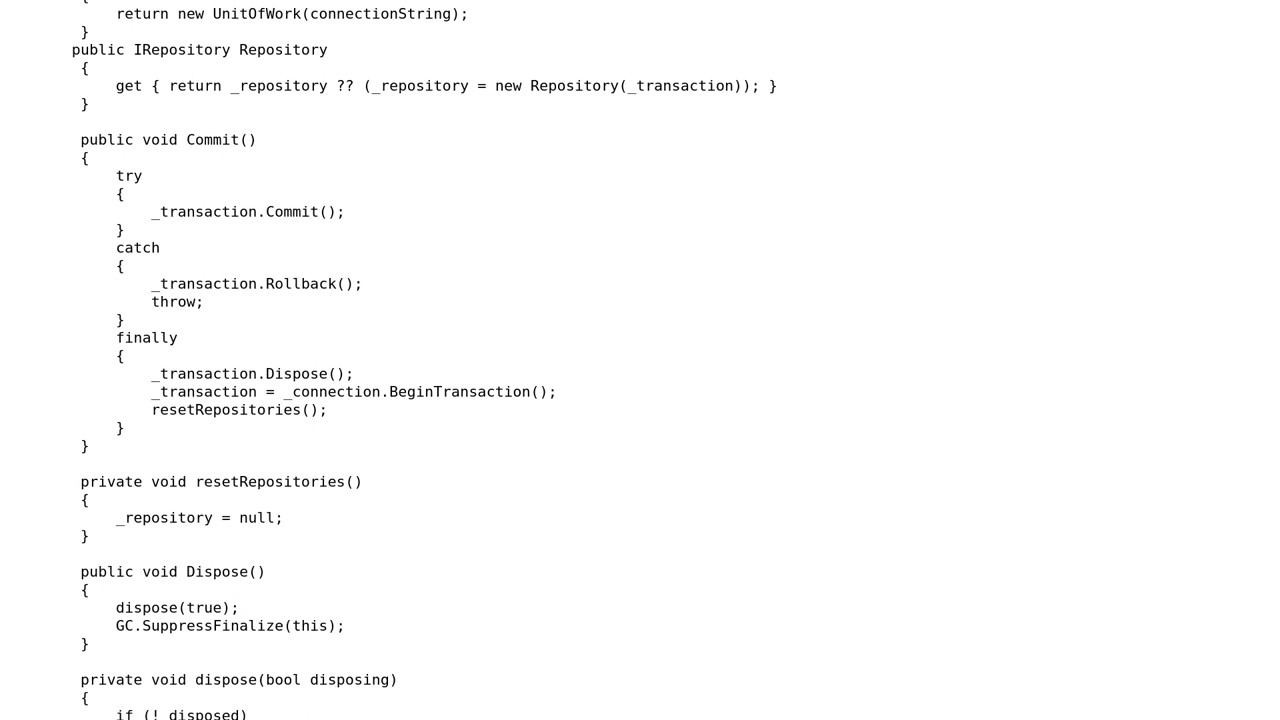 {
return new UnitOfWork(connectionString);
}
public IRepository Repository
{
get { return _repository ?? (_repository = new Repository(_transaction)); }
}
public void Commit()
{
try
{
_transaction.Commit();
}
catch
{
_transaction.Rollback();
throw;
}
finally
{
_transaction.Dispose();
_transaction = _connection.BeginTransaction();
resetRepositories();
}
}
private void resetRepositories()
{
_repository = null;
}
public void Dispose()
{
dispose(true);
GC.SuppressFinalize(this);
}
private void dispose(bool disposing)
{
if (!_disposed)